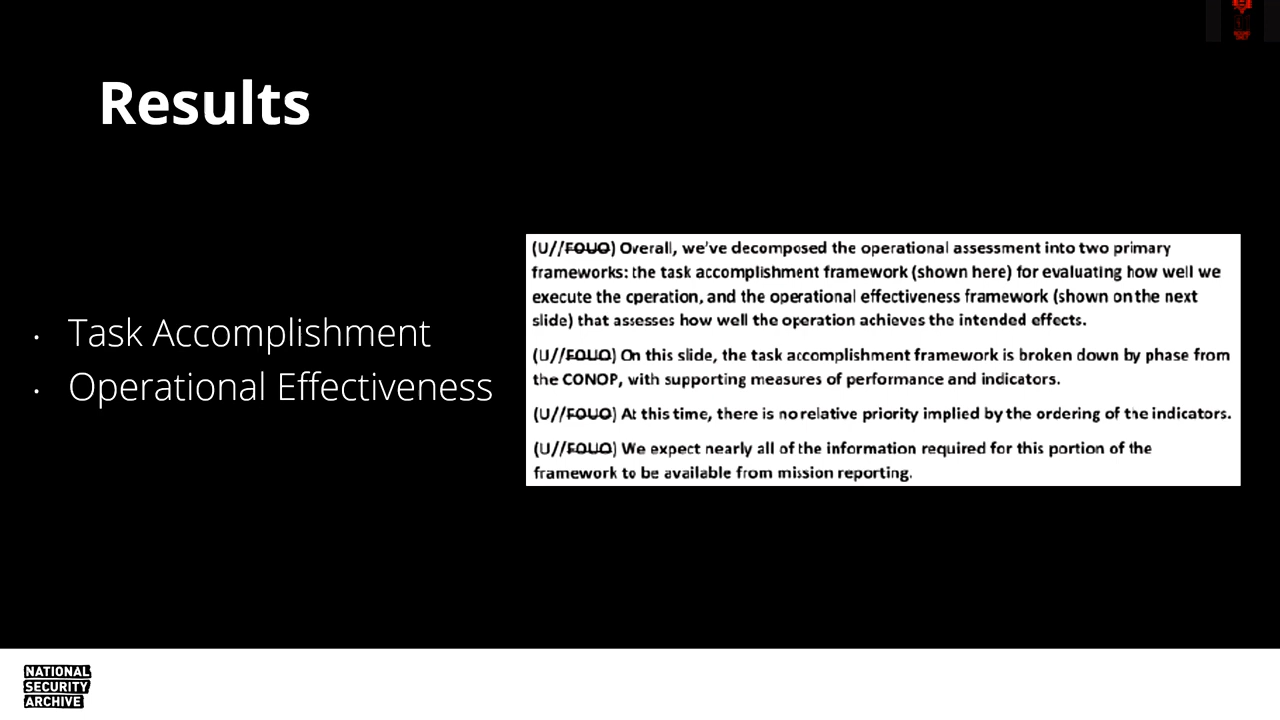 Results
• Task Accomplishment
• Operational Effectiveness
(U//FOUO) Overall, we've decomposed the operational assessment into two primary
frameworks: the task accomplishment framework (shown here) for evaluating how well we
execute the operation, and the operational effectiveness framework (shown on the next
slide) that assesses how well the operation achieves the intended effects.
(U//FOUO) On this slide, the task accomplishment framework is broken down by phase from
the CONOP, with supporting measures of performance and indicators.
(U//FOUO) At this time, there is no relative priority implied by the ordering of the indicators.
(U//FOUO) We expect nearly all of the information required for this portion of the
framework to be available from mission reporting.
NATIONAL
SECURITY
ARCHIVE